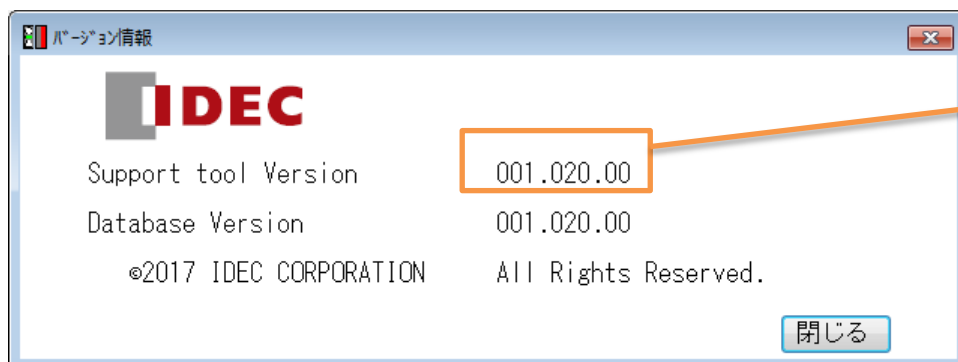 バージョン情報
IDEC
Support tool Version 001.020.00
Database Version 001.020.00
©2017 IDEC CORPORATION All Rights Reserved.
閉じる